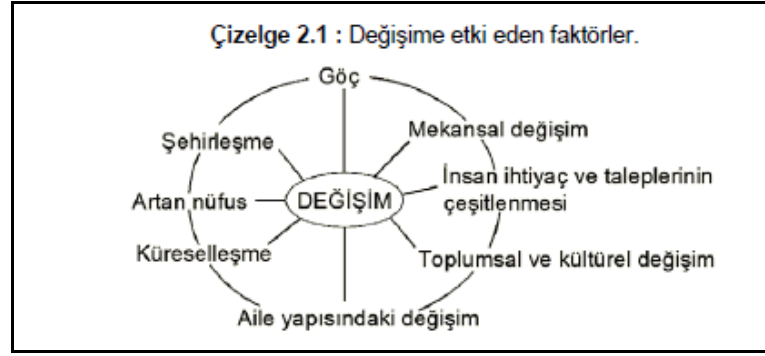 Çizelge 2.1 : Değişime etki eden faktörler.
Göç
Şehirleşme
Mekansal değişim
Artan nüfus
DEĞİŞİM
İnsan ihtiyaç ve taleplerinin
çeşitlenmesi
Küreselleşme
Toplumsal ve kültürel değişim
Aile yapısındaki değişim